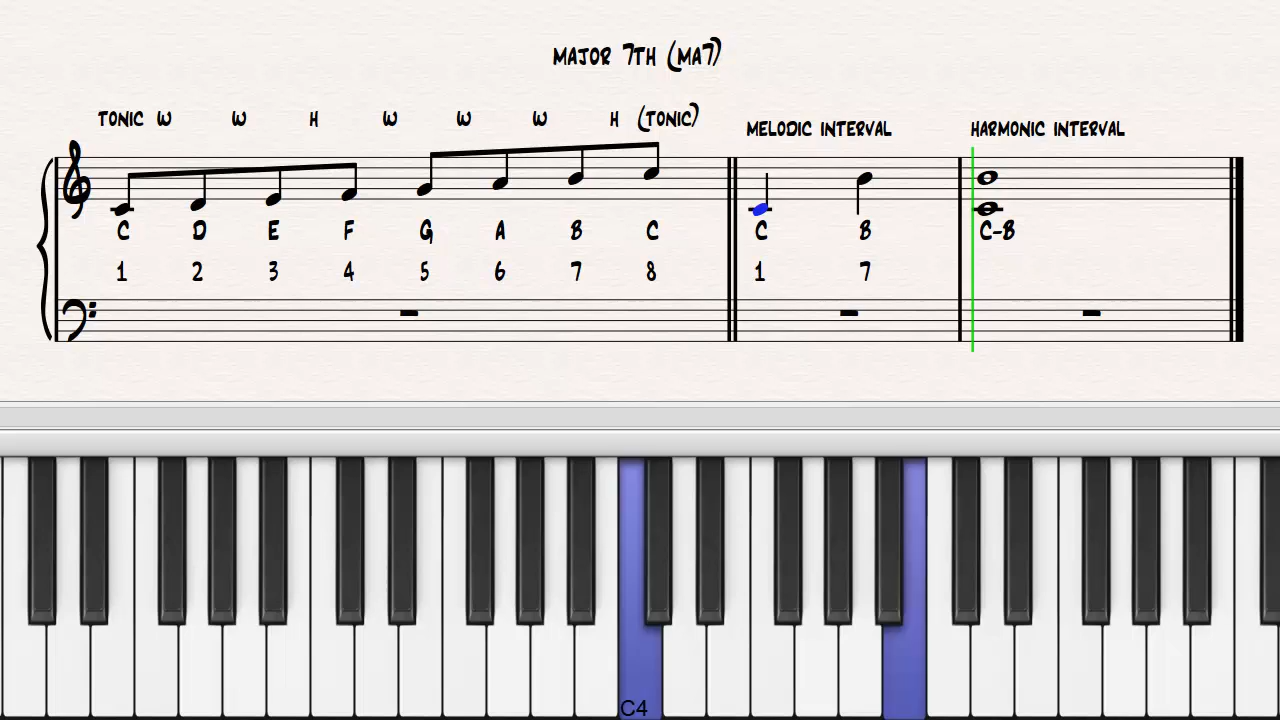 MAJOR 7TH (MA7)
TONIC W W H W W W H (TONIC)
MELODIC INTERVAL
HARMONIC INTERVAL
C D E F G A B C
C B
C-B
1 2 3 4 5 6 7 8
1 7
C4